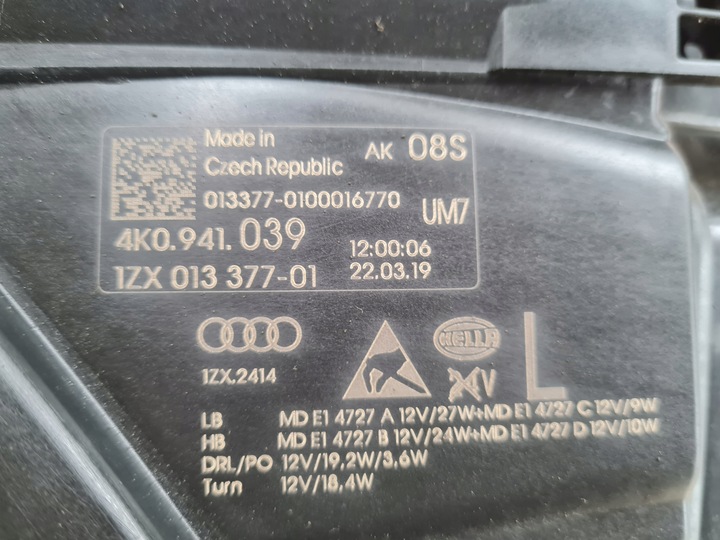 Made in
Czech Republic
AK 08S
013377-0100016770
UM7
4K0.941.039
12:00:06
1ZX 013 377-01
22.03.19
HELLA
1ZX.2414
24V
L
LB MD E1 4727 A 12V/27W+MD E1 4727 C 12V/9W
HB MD E1 4727 B 12V/24W+MD E1 4727 D 12V/10W
DRL/PO 12V/19,2W/3,6W
Turn 12V/18,4W